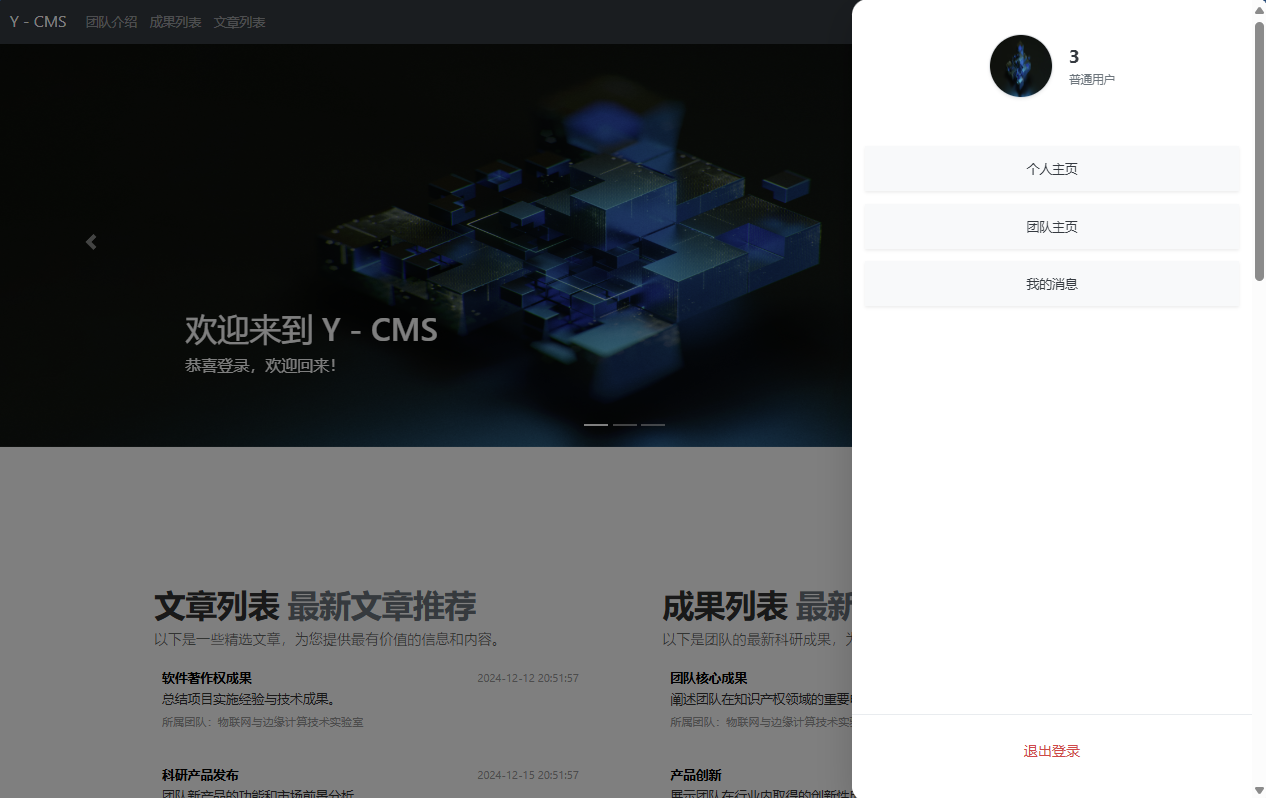 Y - CMS 团队介绍 成果列表 文章列表
欢迎来到 Y - CMS
恭喜登录，欢迎回来！
文章列表 最新文章推荐
以下是一些精选文章，为您提供最有价值的信息和内容。
软件著作权成果 2024-12-12 20:51:57
总结项目实施经验与技术成果。
所属团队：物联网与边缘计算技术实验室
科研产品发布 2024-12-15 20:51:57
团队新产品的功能和市场前景分析
成果列表 最新
以下是团队的最新科研成果，为
团队核心成果
阐述团队在知识产权领域的重要
所属团队：物联网与边缘计算技术实
产品创新
展示团队在行业内取得的创新性
3
普通用户
个人主页
团队主页
我的消息
退出登录